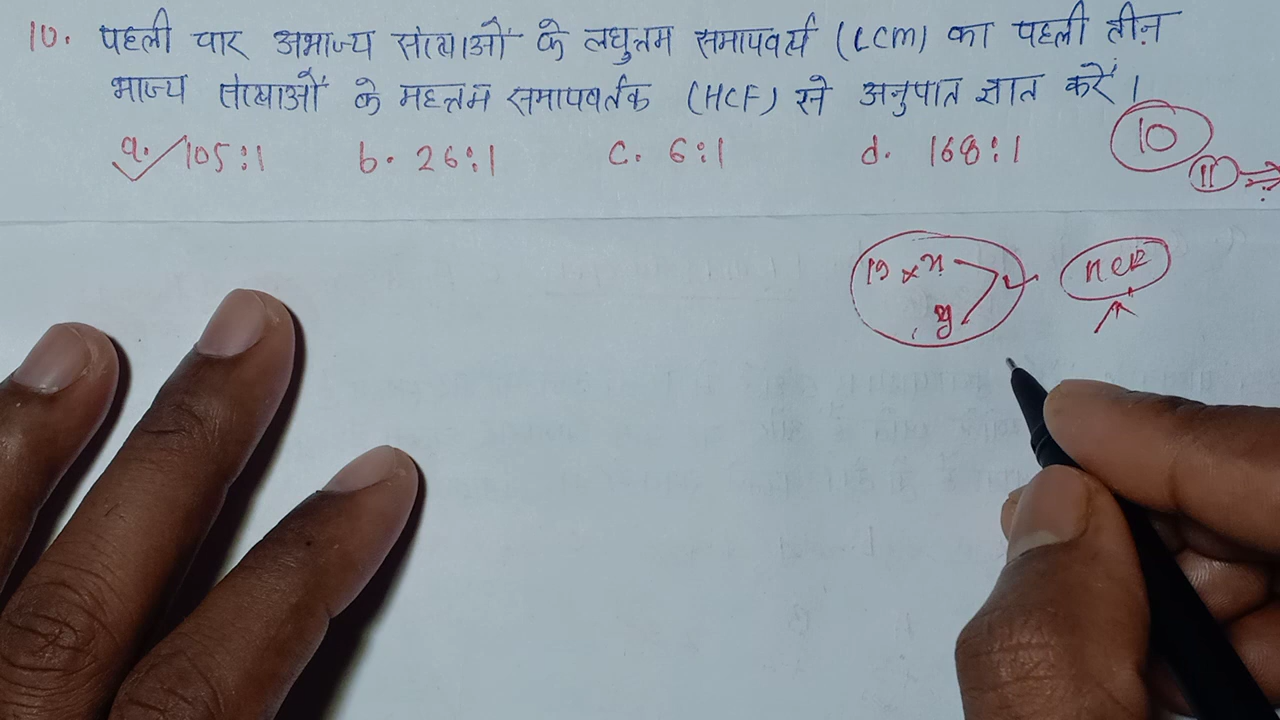 10. पहली चार अभाज्य संख्याओं के लघुत्तम समापवर्त्य (LCM) का पहली तीन
भाज्य संख्याओं के महत्तम समापवर्तक (HCF) से अनुपात ज्ञात करें।
a. 105:1 b. 26:1 c. 6:1 d. 168:1
10
11
19 × x
y